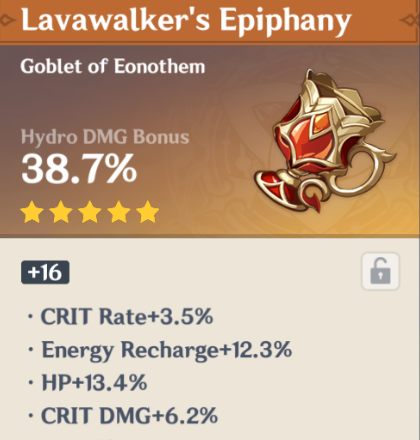 Lavawalker's Epiphany
Goblet of Eonothem
Hydro DMG Bonus
38.7%
+16
· CRIT Rate+3.5%
· Energy Recharge+12.3%
· HP+13.4%
· CRIT DMG+6.2%